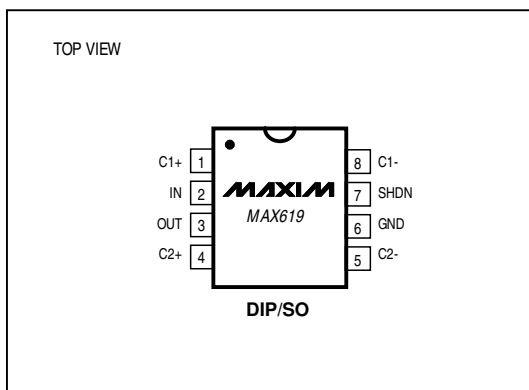 TOP VIEW
C1+ 1 8 C1-
IN 2 MAXIM 7 SHDN
OUT 3 MAX619 6 GND
C2+ 4 5 C2-
DIP/SO